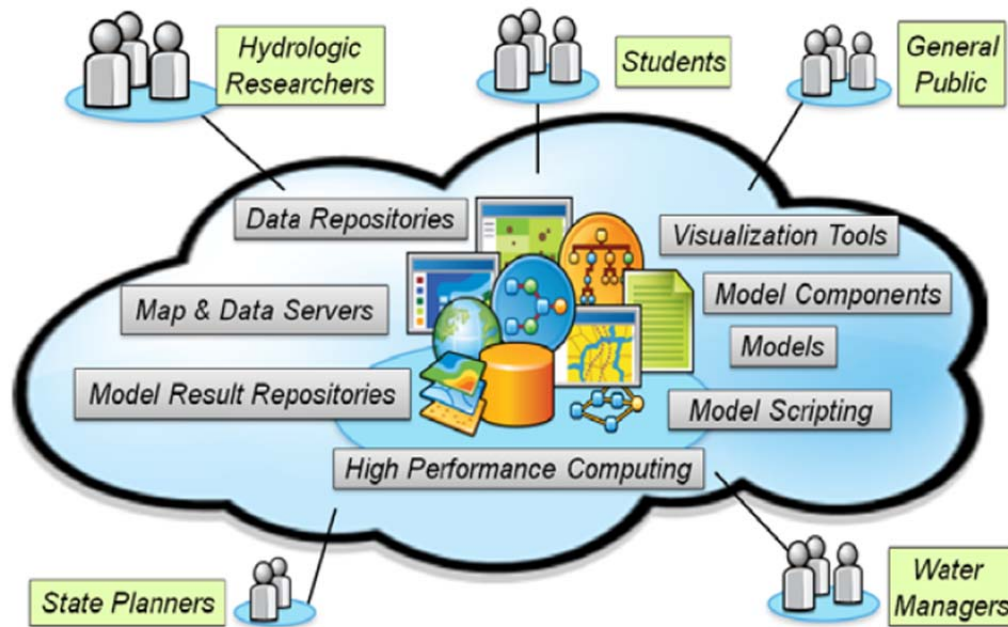 Hydrologic
Researchers
Students
General
Public
Data Repositories
Visualization Tools
Map & Data Servers
Model Components
Models
Model Result Repositories
Model Scripting
High Performance Computing
State Planners
Water
Managers